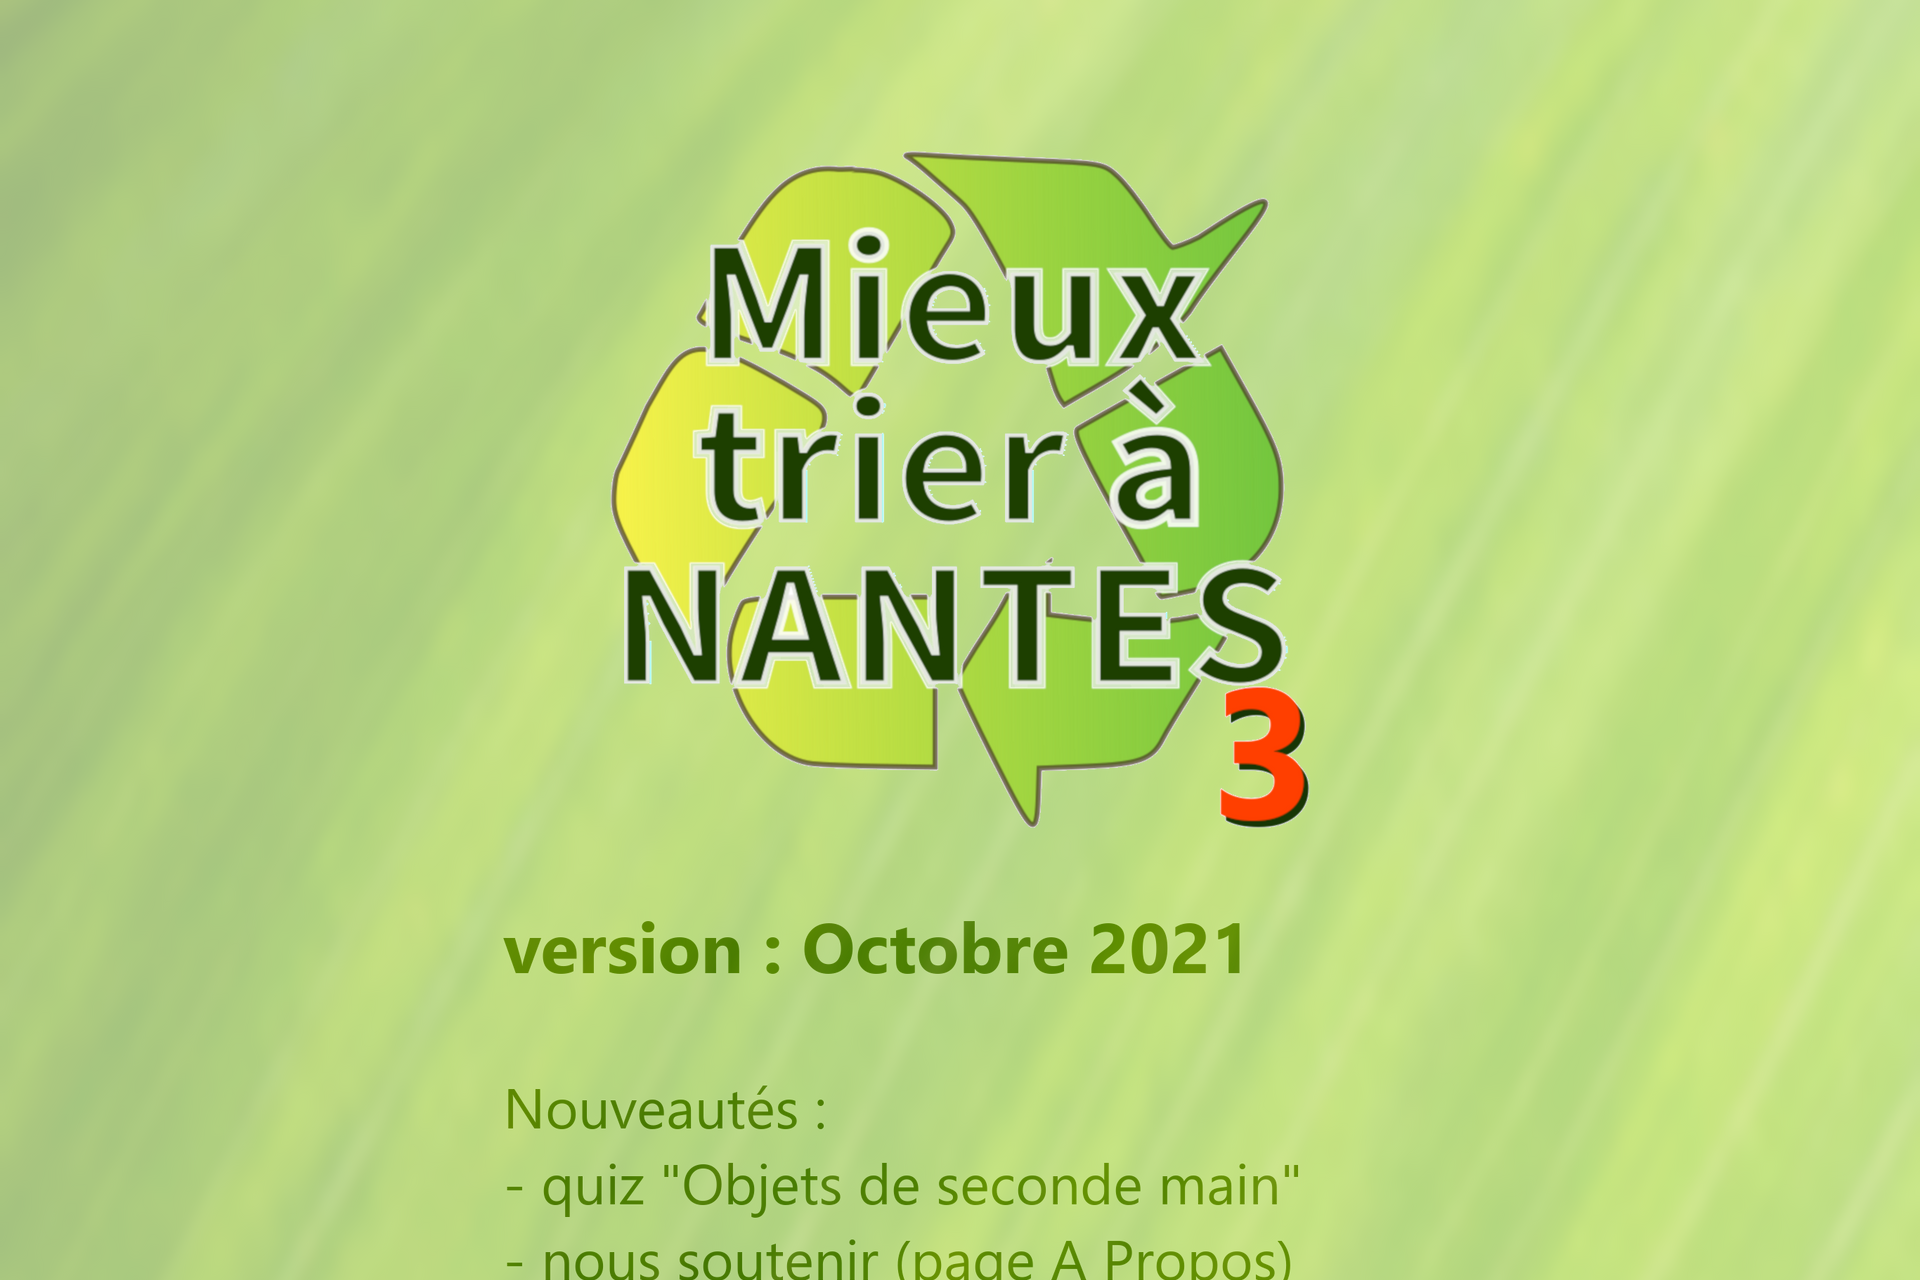 Mieux
trier à
NANTES
3
version : Octobre 2021
Nouveautés :
- quiz "Objets de seconde main"
- nous soutenir (page A Propos)